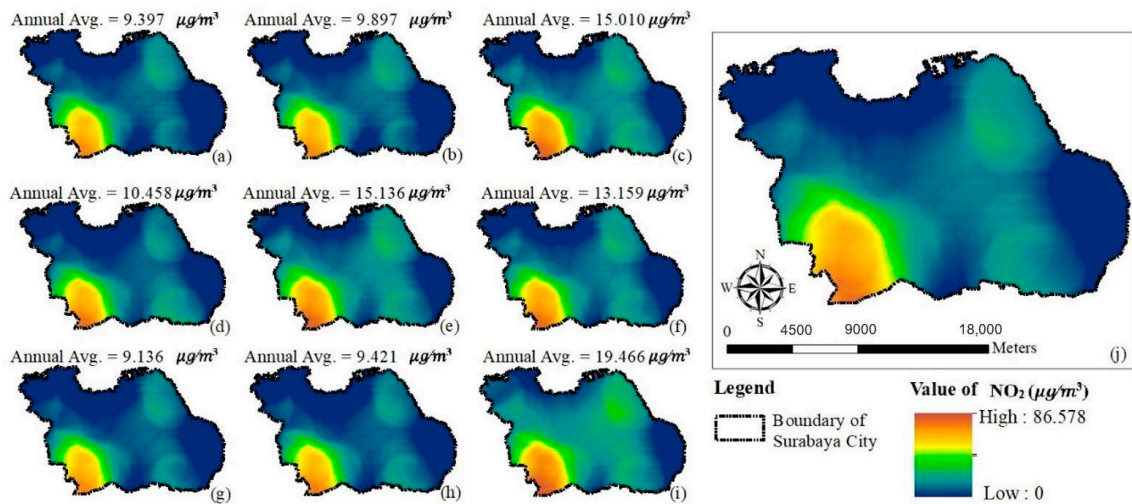 Annual Avg. = 9.397 µg/m³
Annual Avg. = 9.897 µg/m³
Annual Avg. = 15.010 µg/m³
(a)
(b)
(c)
Annual Avg. = 10.458 µg/m³
Annual Avg. = 15.136 µg/m³
Annual Avg. = 13.159 µg/m³
(d)
(e)
(f)
Annual Avg. = 9.136 µg/m³
Annual Avg. = 9.421 µg/m³
Annual Avg. = 19.466 µg/m³
(g)
(h)
(i)
N
W E
S
0 4500 9000 18,000
Meters
(j)
Legend
Boundary of
Surabaya City
Value of NO₂ (µg/m³)
High : 86.578
Low : 0